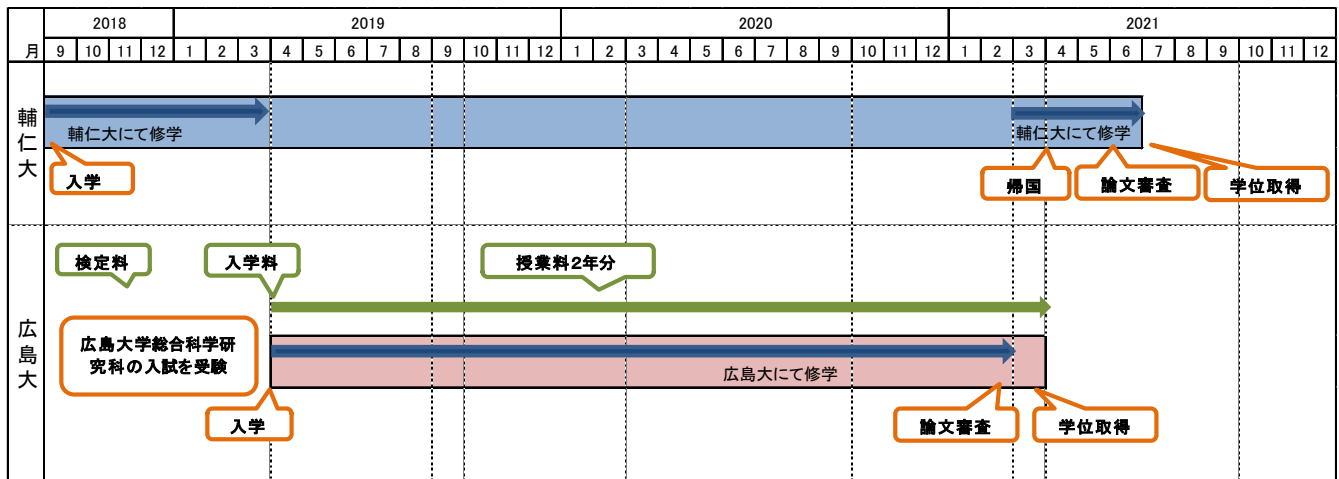 2018 2019 2020 2021
月 9 10 11 12 1 2 3 4 5 6 7 8 9 10 11 12 1 2 3 4 5 6 7 8 9 10 11 12 1 2 3 4 5 6 7 8 9 10 11 12
輔仁大
輔仁大にて修学
輔仁大にて修学
入学
帰国
論文審査
学位取得
広島大
検定料
入学料
授業料2年分
広島大学総合科学研
究科の入試を受験
広島大にて修学
入学
論文審査
学位取得